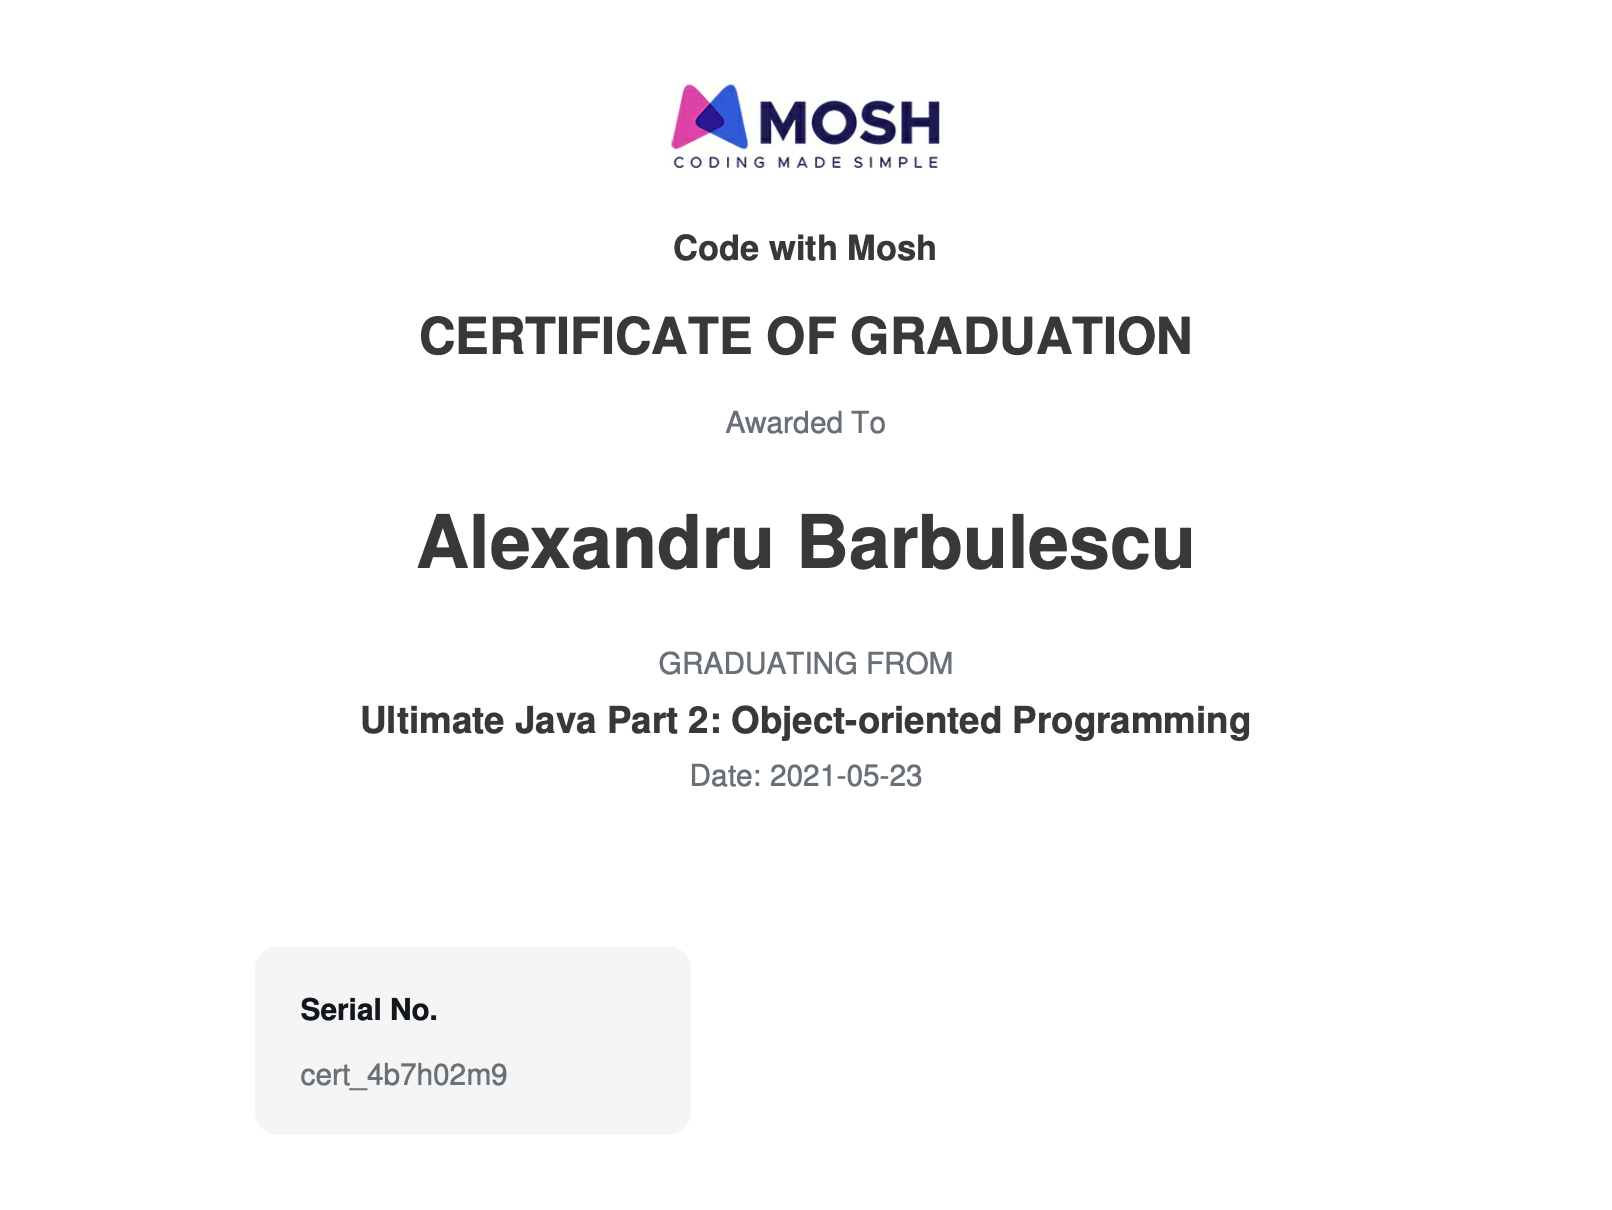 MOSH
CODING MADE SIMPLE
Code with Mosh
CERTIFICATE OF GRADUATION
Awarded To
Alexandru Barbulescu
GRADUATING FROM
Ultimate Java Part 2: Object-oriented Programming
Date: 2021-05-23
Serial No.
cert_4b7h02m9